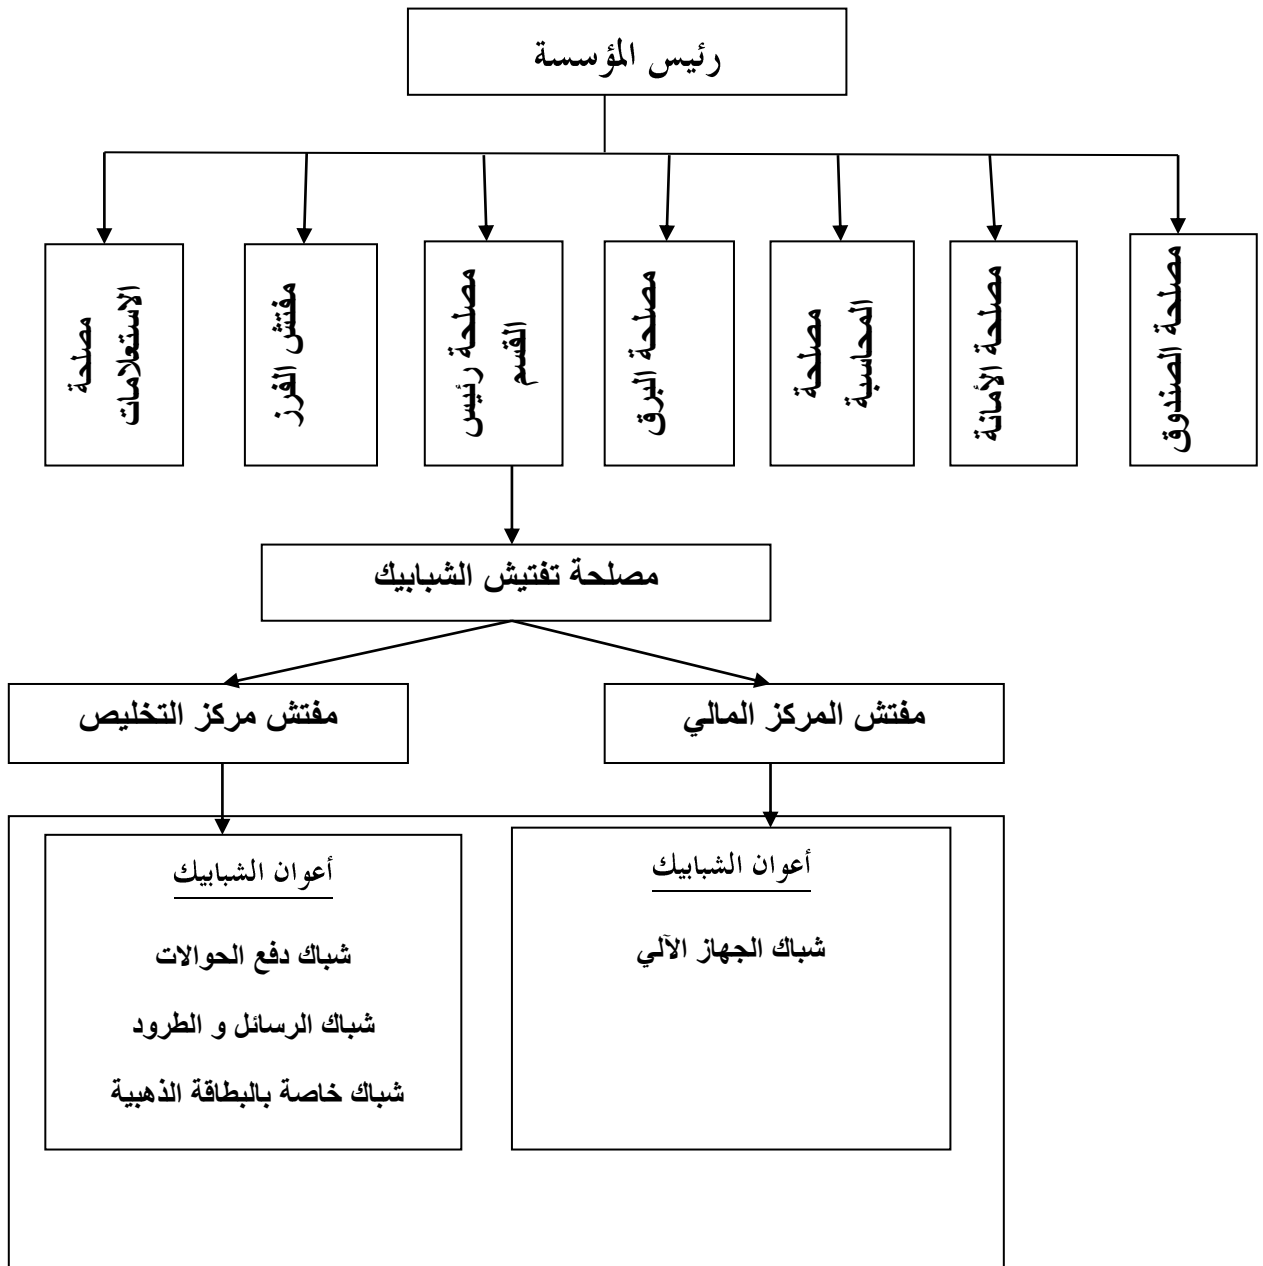 رئيس المؤسسة
مصلحة الصندوق
مصلحة الأمانة
مصلحة
المحاسبة
مصلحة البرق
مصلحة رئيس
القسم
مفتش الفرز
مصلحة
الاستعلامات
مصلحة تفتيش الشبابيك
مفتش المركز المالي
مفتش مركز التخليص
أعوان الشبابيك
شباك الجهاز الآلي
أعوان الشبابيك
شباك دفع الحوالات
شباك الرسائل و الطرود
شباك خاصة بالبطاقة الذهبية